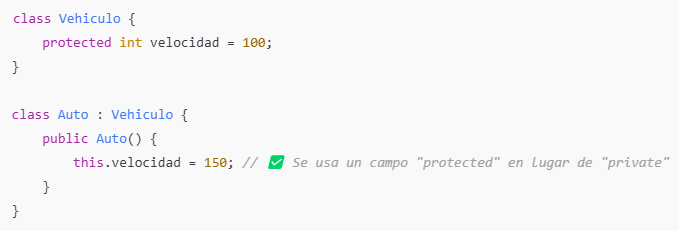 class Vehiculo {
    protected int velocidad = 100;
}

class Auto : Vehiculo {
    public Auto() {
        this.velocidad = 150; // ✅ Se usa un campo "protected" en lugar de "private"
    }
}